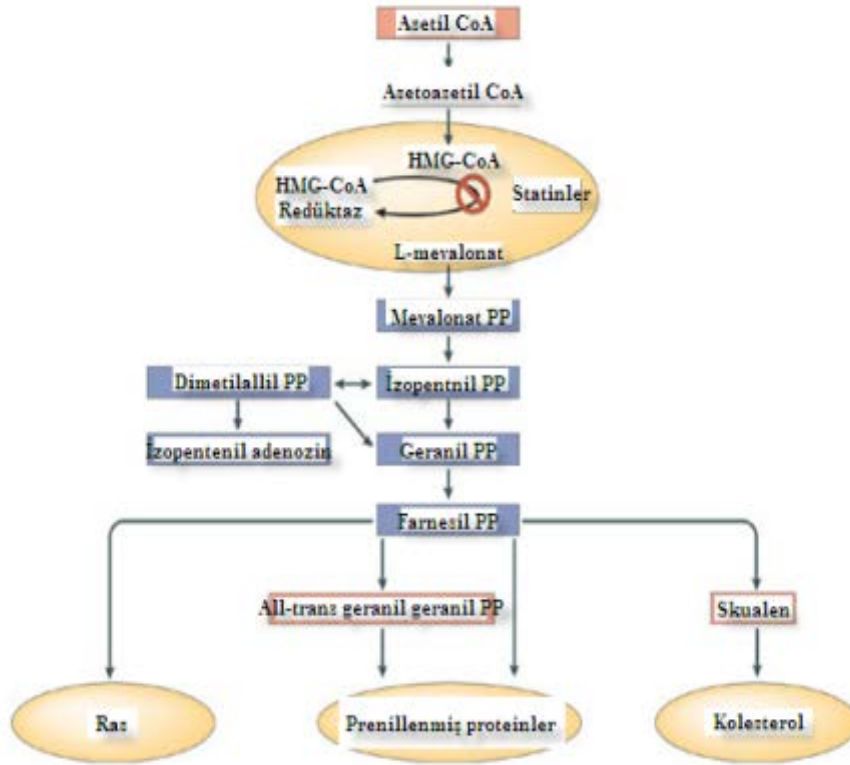 Asetil CoA
Asetoasetil CoA
HMG-CoA
HMG-CoA
Redüktaz
Statinler
L-mevalonat
Mevalonat PP
Dimetilallil PP
İzopentnil PP
İzopentenil adenozin
Geranil PP
Farnesil PP
All-trans geranil geranil PP
Skualen
Ras
Prenillenmiş proteinler
Kolesterol